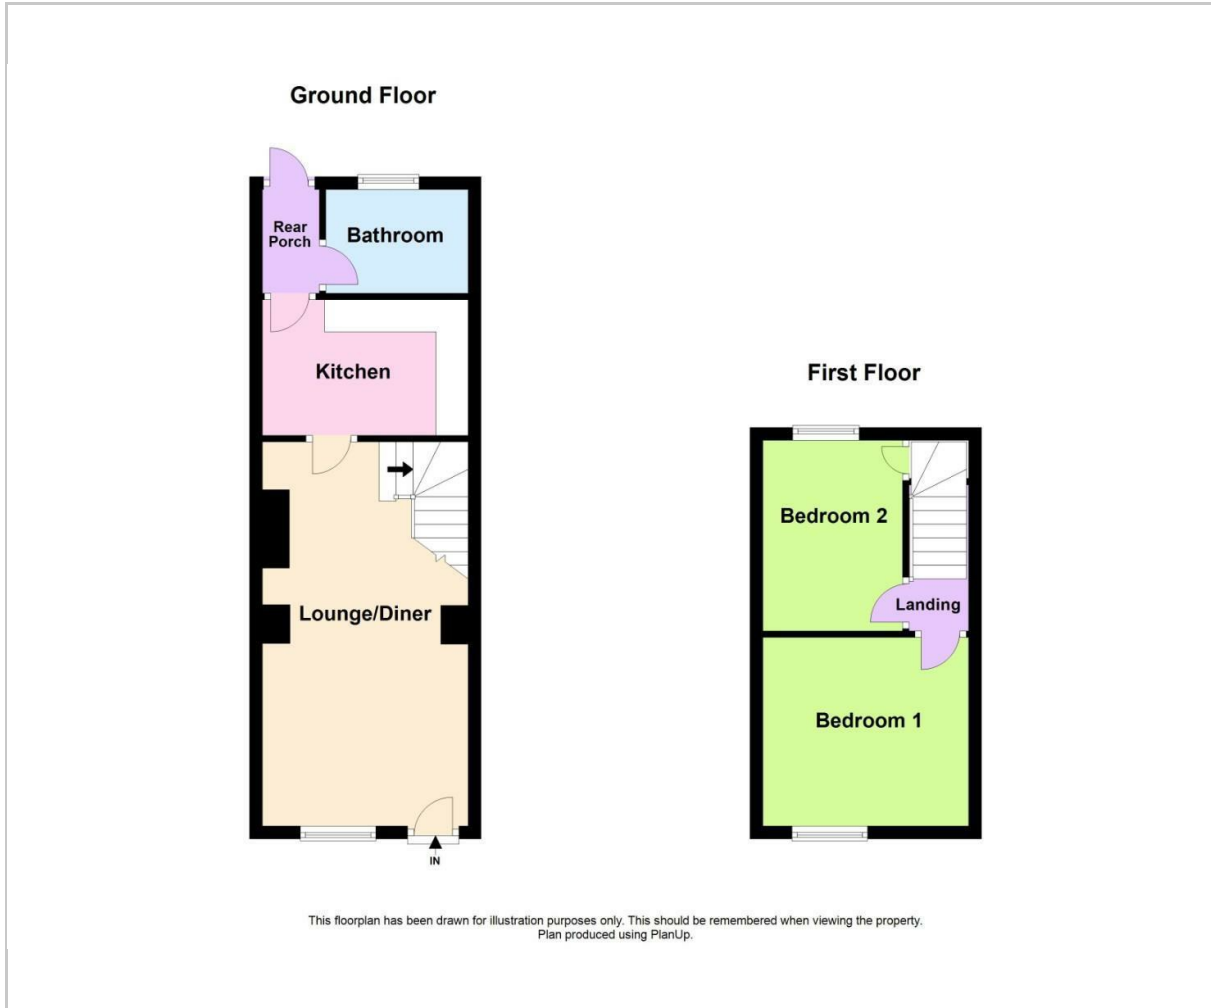 Ground Floor
Rear
Porch
Bathroom
Kitchen
Lounge/Diner
IN
First Floor
Bedroom 2
Landing
Bedroom 1
This floorplan has been drawn for illustration purposes only. This should be remembered when viewing the property.
Plan produced using PlanUp.